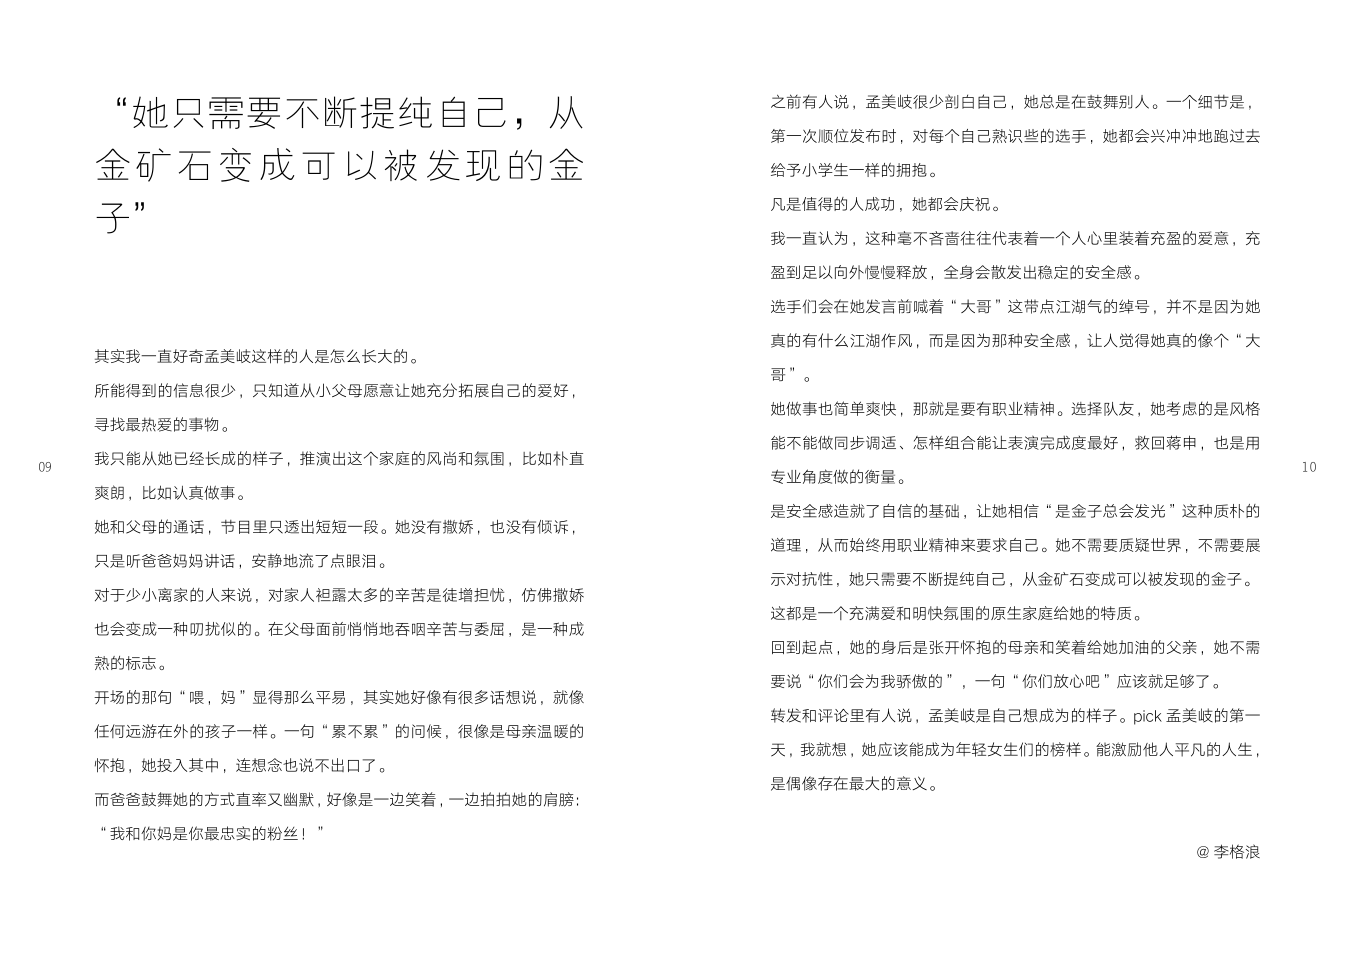 “她只需要不断提纯自己，从
金矿石变成可以被发现的金
子”
其实我一直好奇孟美岐这样的人是怎么长大的。
所能得到的信息很少，只知道从小父母愿意让她充分拓展自己的爱好，
寻找最热爱的事物。
我只能从她已经长成的样子，推演出这个家庭的风尚和氛围，比如朴直
爽朗，比如认真做事。
她和父母的通话，节目里只透出短短一段。她没有撒娇，也没有倾诉，
只是听爸爸妈妈讲话，安静地流了点眼泪。
对于少小离家的人来说，对家人袒露太多的辛苦是徒增担忧，仿佛撒娇
也会变成一种叨扰似的。在父母面前悄悄地吞咽辛苦与委屈，是一种成
熟的标志。
开场的那句“喂，妈”显得那么平易，其实她好像有很多话想说，就像
任何远游在外的孩子一样。一句“累不累”的问候，很像是母亲温暖的
怀抱，她投入其中，连想念也说不出口了。
而爸爸鼓舞她的方式直率又幽默，好像是一边笑着，一边拍拍她的肩膀：
“我和你妈是你最忠实的粉丝！”
09
之前有人说，孟美岐很少剖白自己，她总是在鼓舞别人。一个细节是，
第一次顺位发布时，对每个自己熟识些的选手，她都会兴冲冲地跑过去
给予小学生一样的拥抱。
凡是值得的人成功，她都会庆祝。
我一直认为，这种毫不吝啬往往代表着一个人心里装着充盈的爱意，充
盈到足以向外慢慢释放，全身会散发出稳定的安全感。
选手们会在她发言前喊着“大哥”这带点江湖气的绰号，并不是因为她
真的有什么江湖作风，而是因为那种安全感，让人觉得她真的像个“大
哥”。
她做事也简单爽快，那就是要有职业精神。选择队友，她考虑的是风格
能不能做同步调适、怎样组合能让表演完成度最好，救回蒋申，也是用
专业角度做的衡量。
是安全感造就了自信的基础，让她相信“是金子总会发光”这种质朴的
道理，从而始终用职业精神来要求自己。她不需要质疑世界，不需要展
示对抗性，她只需要不断提纯自己，从金矿石变成可以被发现的金子。
这都是一个充满爱和明快氛围的原生家庭给她的特质。
回到起点，她的身后是张开怀抱的母亲和笑着给她加油的父亲，她不需
要说“你们会为我骄傲的”，一句“你们放心吧”应该就足够了。
转发和评论里有人说，孟美岐是自己想成为的样子。pick 孟美岐的第一
天，我就想，她应该能成为年轻女生们的榜样。能激励他人平凡的人生，
是偶像存在最大的意义。
@ 李格浪
10